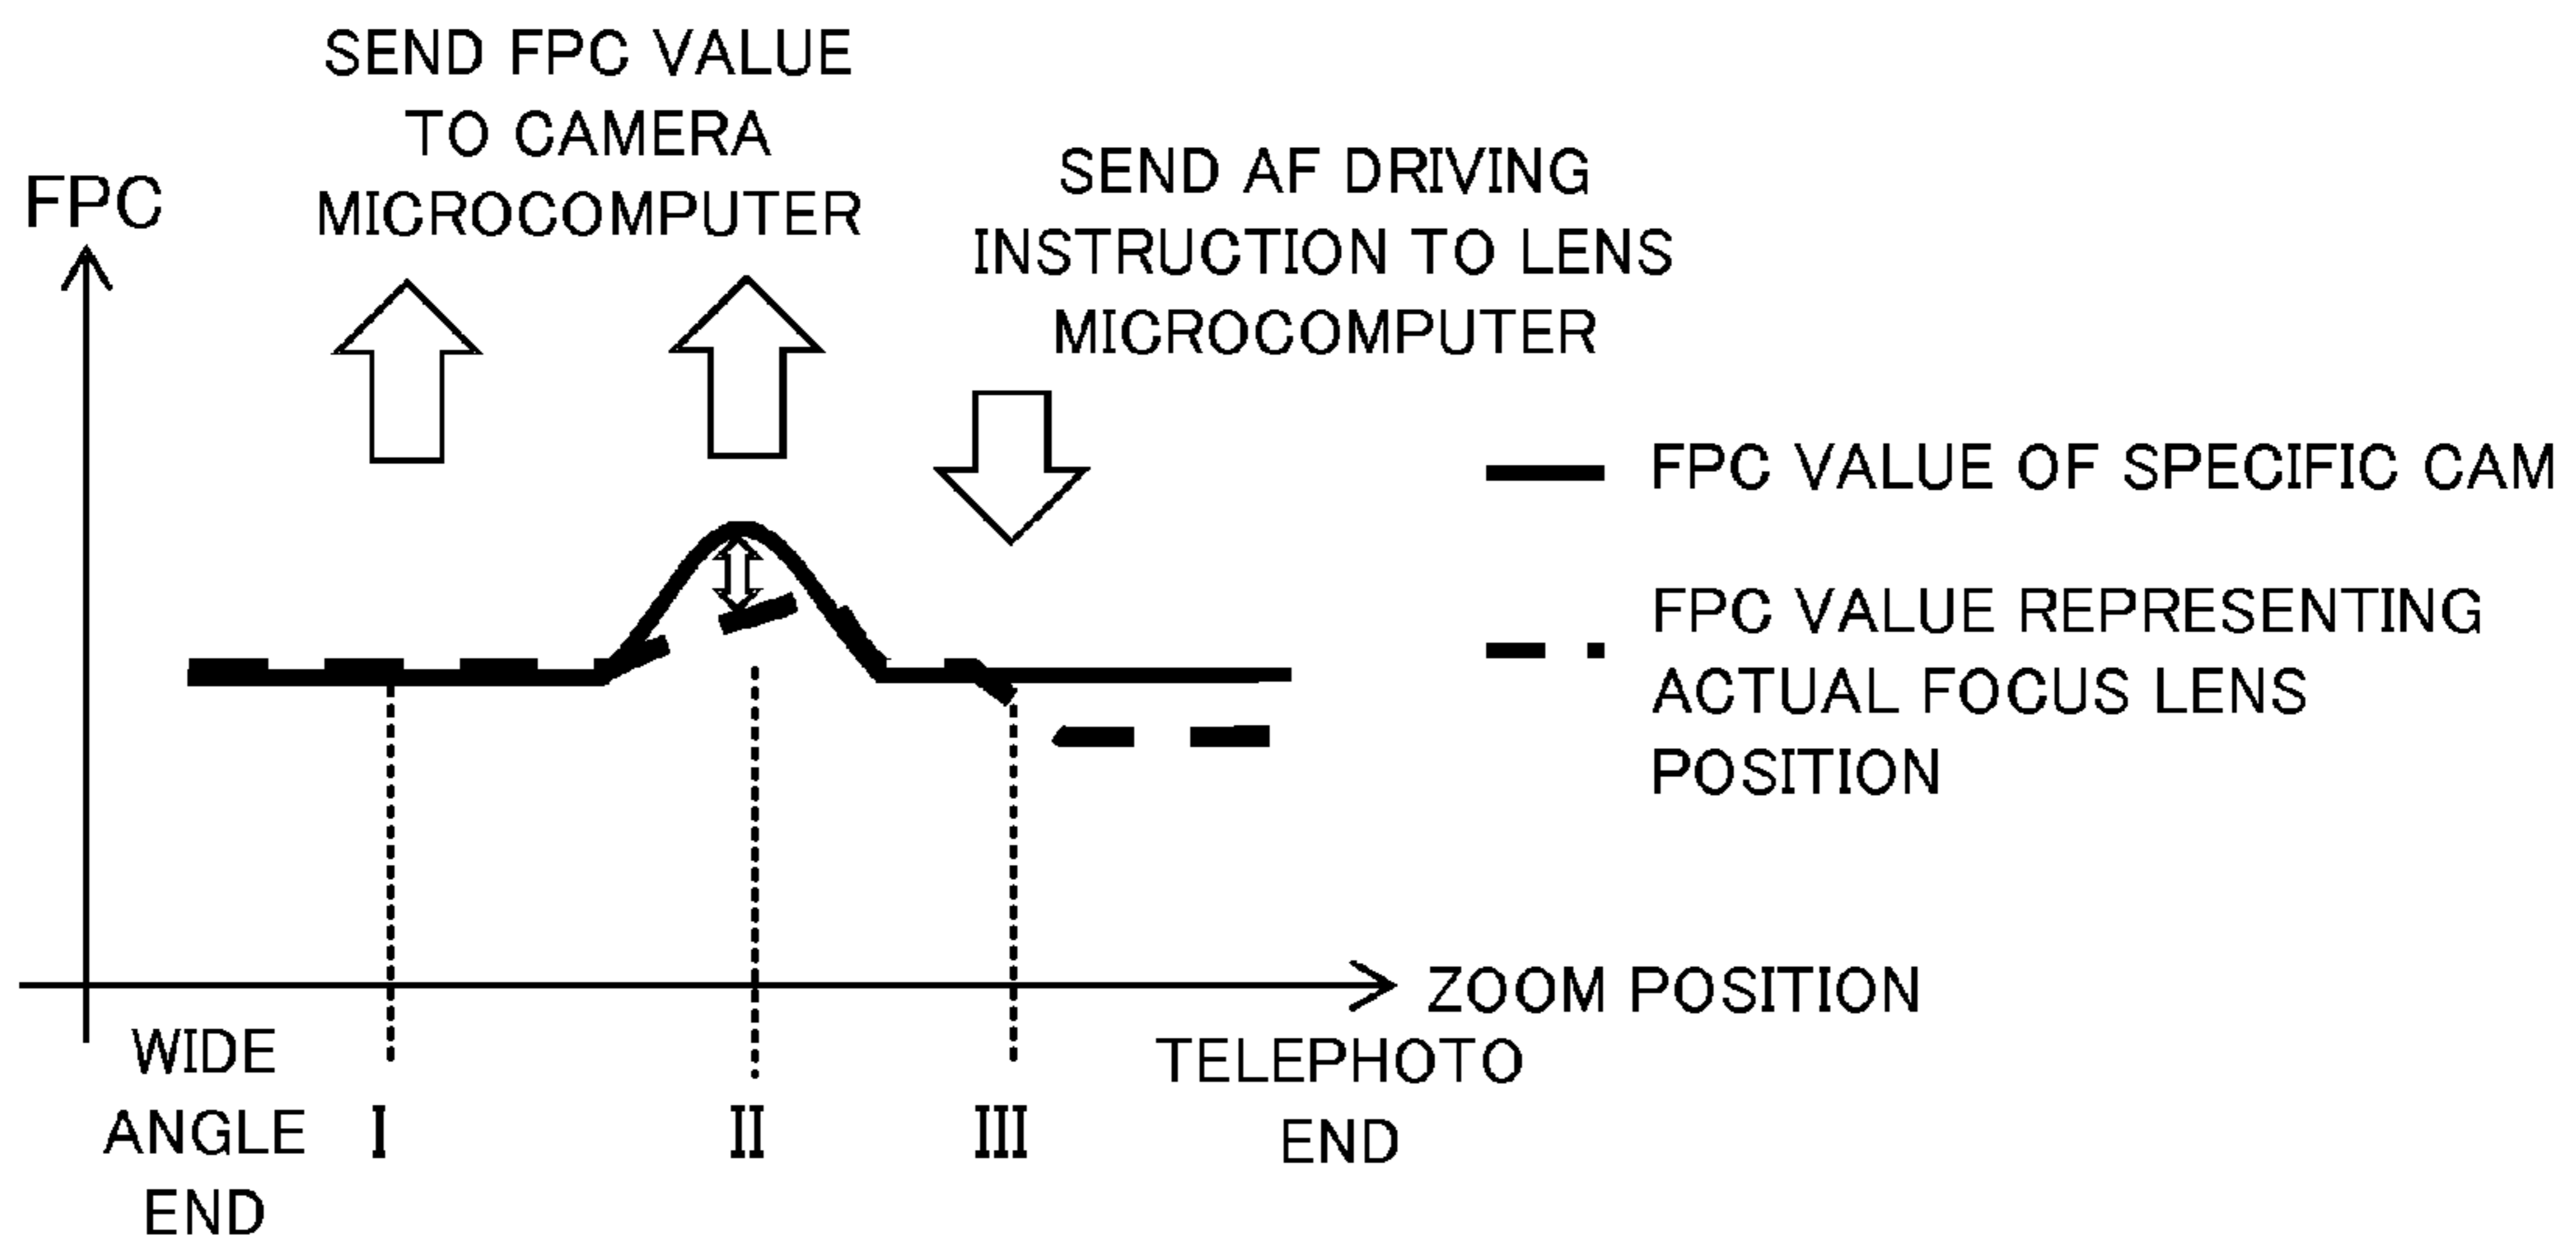 SEND FPC VALUE
TO CAMERA
MICROCOMPUTER
SEND AF DRIVING
INSTRUCTION TO LENS
MICROCOMPUTER
FPC
FPC VALUE OF SPECIFIC CAM
FPC VALUE REPRESENTING
ACTUAL FOCUS LENS
POSITION
ZOOM POSITION
WIDE
ANGLE
END
I
II
III
TELEPHOTO
END